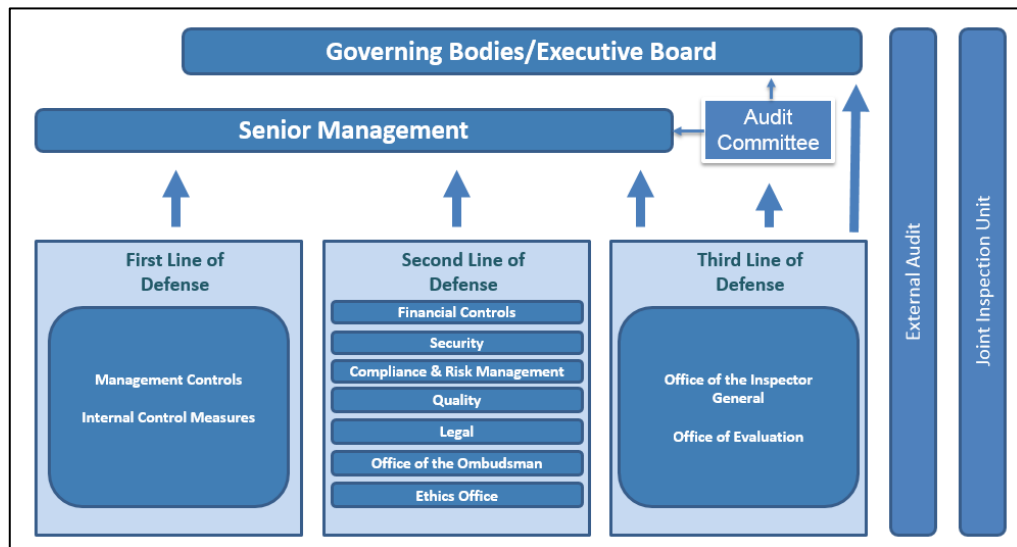 Governing Bodies/Executive Board
Senior Management
Audit
Committee
First Line of
Defense
Management Controls
Internal Control Measures
Second Line of
Defense
Financial Controls
Security
Compliance & Risk Management
Quality
Legal
Office of the Ombudsman
Ethics Office
Third Line of
Defense
Office of the Inspector
General
Office of Evaluation
External Audit
Joint Inspection Unit